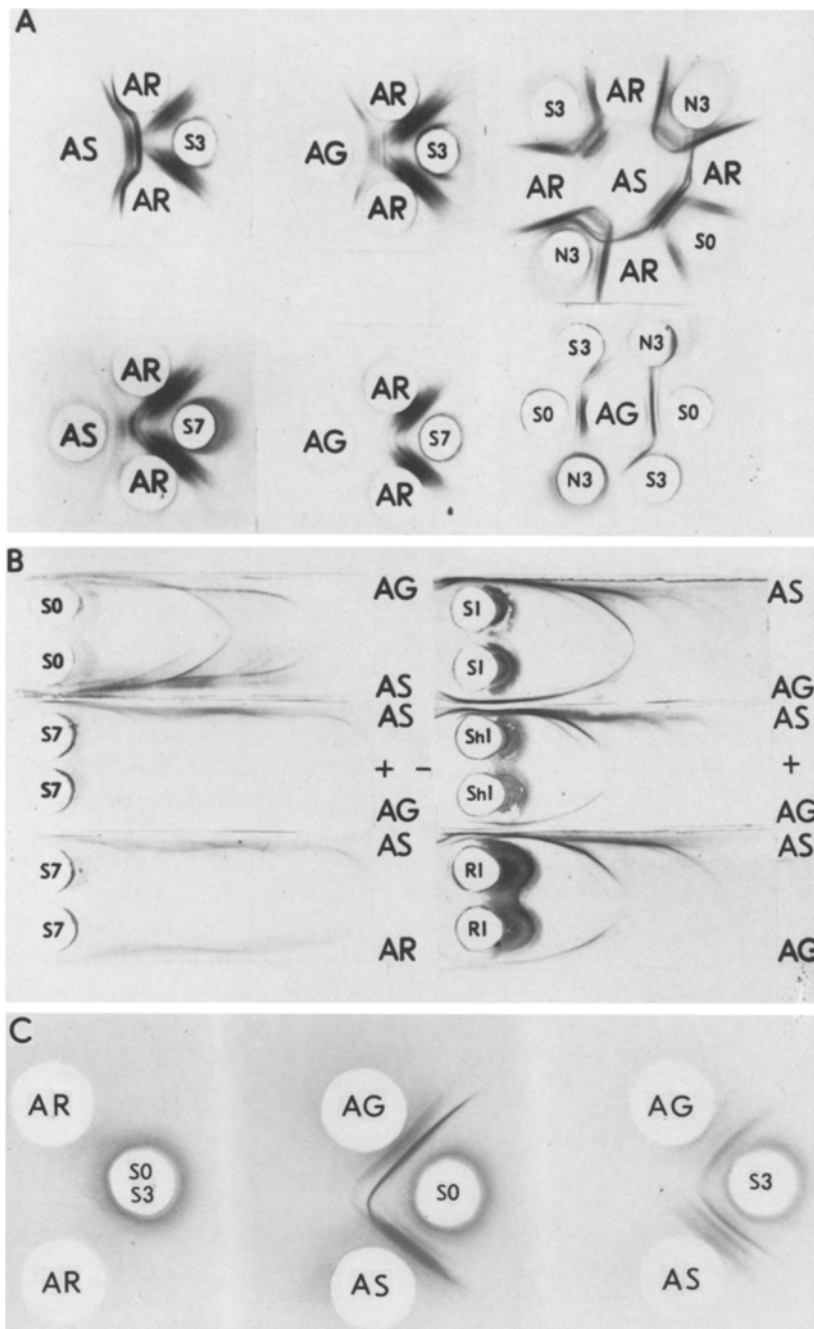 A
AR AR S3 AR N3
AS S3 AG S3 AR AS AR
AR AR N3 AR S0
AR AR S3 N3
AS S7 AG S7 S0 AG S0
AR AR N3 S3
B
S0 AG S1 AS
S0 AS S1 AG
S7 AS Sh1 AS
+ - +
S7 AG Sh1 AG
S7 AS R1 AS
S7 AR R1 AG
C
AR AG AG
S0 S0 S3
S3
AR AS AS